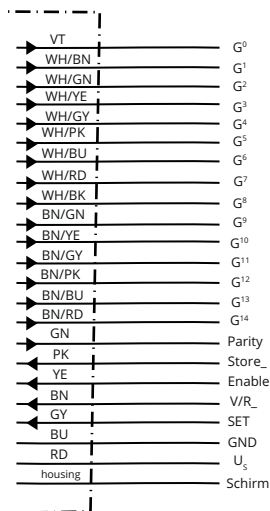 VT G⁰
WH/BN G¹
WH/GN G²
WH/YE G³
WH/GY G⁴
WH/PK G⁵
WH/BU G⁶
WH/RD G⁷
WH/BK G⁸
BN/GN G⁹
BN/YE G¹⁰
BN/GY G¹¹
BN/PK G¹²
BN/BU G¹³
BN/RD G¹⁴
GN Parity
PK Store_
YE Enable
BN V/R_
GY SET
BU GND
RD Uₛ
housing Schirm